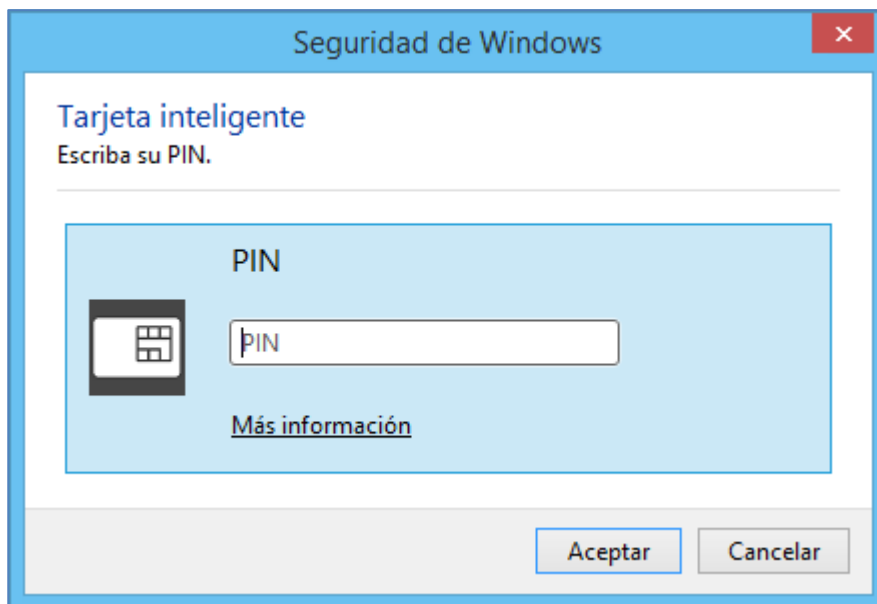 Seguridad de Windows
Tarjeta inteligente
Escriba su PIN.
PIN
PIN
Más información
Aceptar
Cancelar